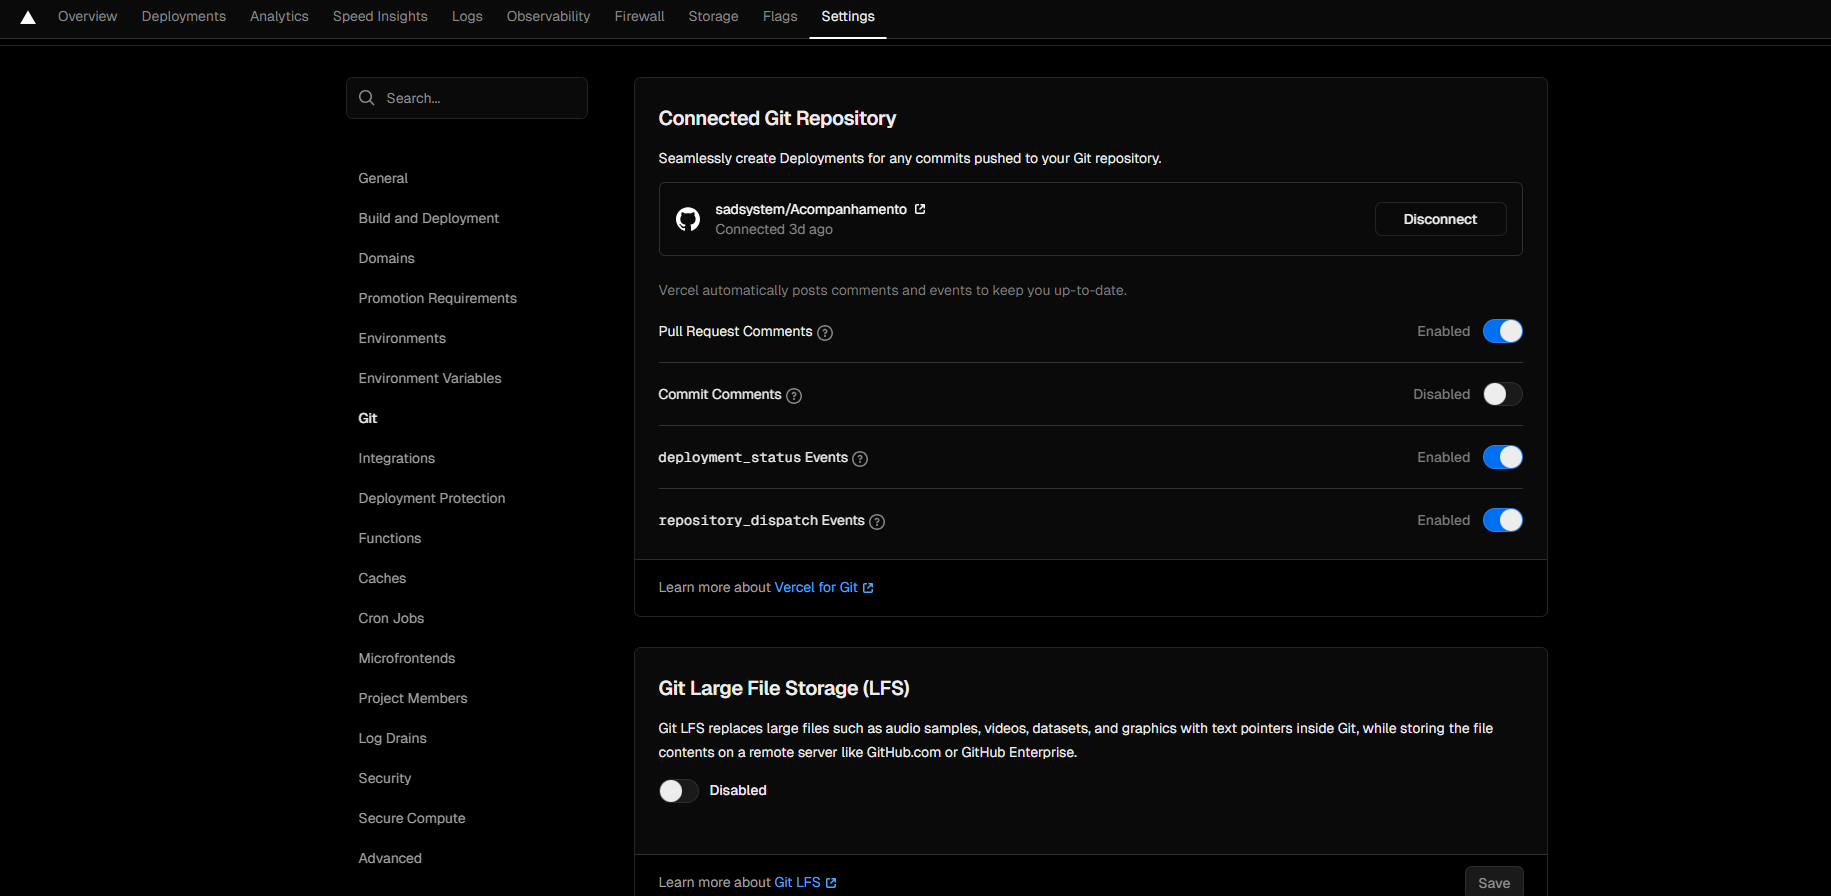 Overview Deployments Analytics Speed Insights Logs Observability Firewall Storage Flags Settings
Search...
General
Build and Deployment
Domains
Promotion Requirements
Environments
Environment Variables
Git
Integrations
Deployment Protection
Functions
Caches
Cron Jobs
Microfrontends
Project Members
Log Drains
Security
Secure Compute
Advanced
Connected Git Repository
Seamlessly create Deployments for any commits pushed to your Git repository.
sadsystem/Acompanhamento
Connected 3d ago
Disconnect
Vercel automatically posts comments and events to keep you up-to-date.
Pull Request Comments ? Enabled
Commit Comments ? Disabled
deployment_status Events ? Enabled
repository_dispatch Events ? Enabled
Learn more about Vercel for Git
Git Large File Storage (LFS)
Git LFS replaces large files such as audio samples, videos, datasets, and graphics with text pointers inside Git, while storing the file
contents on a remote server like GitHub.com or GitHub Enterprise.
Disabled
Learn more about Git LFS
Save